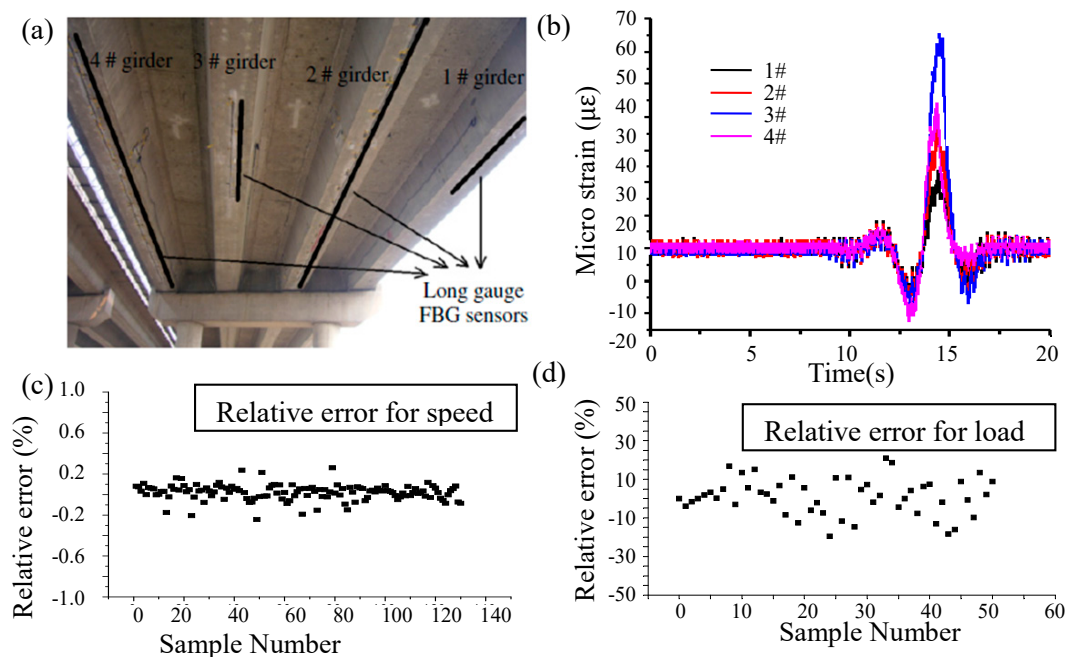 (a)
4 # girder
3 # girder
2 # girder
1 # girder
Long gauge
FBG sensors
(b)
Micro strain (με)
70
60
50
40
30
20
10
0
-10
-20
1#
2#
3#
4#
0
5
10
15
20
Time(s)
(c)
Relative error (%)
1.0
0.6
0.2
-0.2
-0.6
-1.0
Relative error for speed
0
20
40
60
80
100
120
140
Sample Number
(d)
Relative error (%)
50
30
10
-10
-30
-50
Relative error for load
0
10
20
30
40
50
60
Sample Number